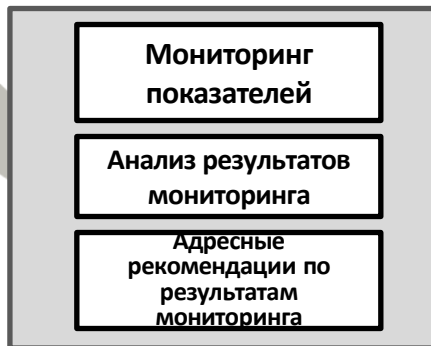 Мониторинг
показателей
Анализ результатов
мониторинга
Адресные
рекомендации по
результатам
мониторинга